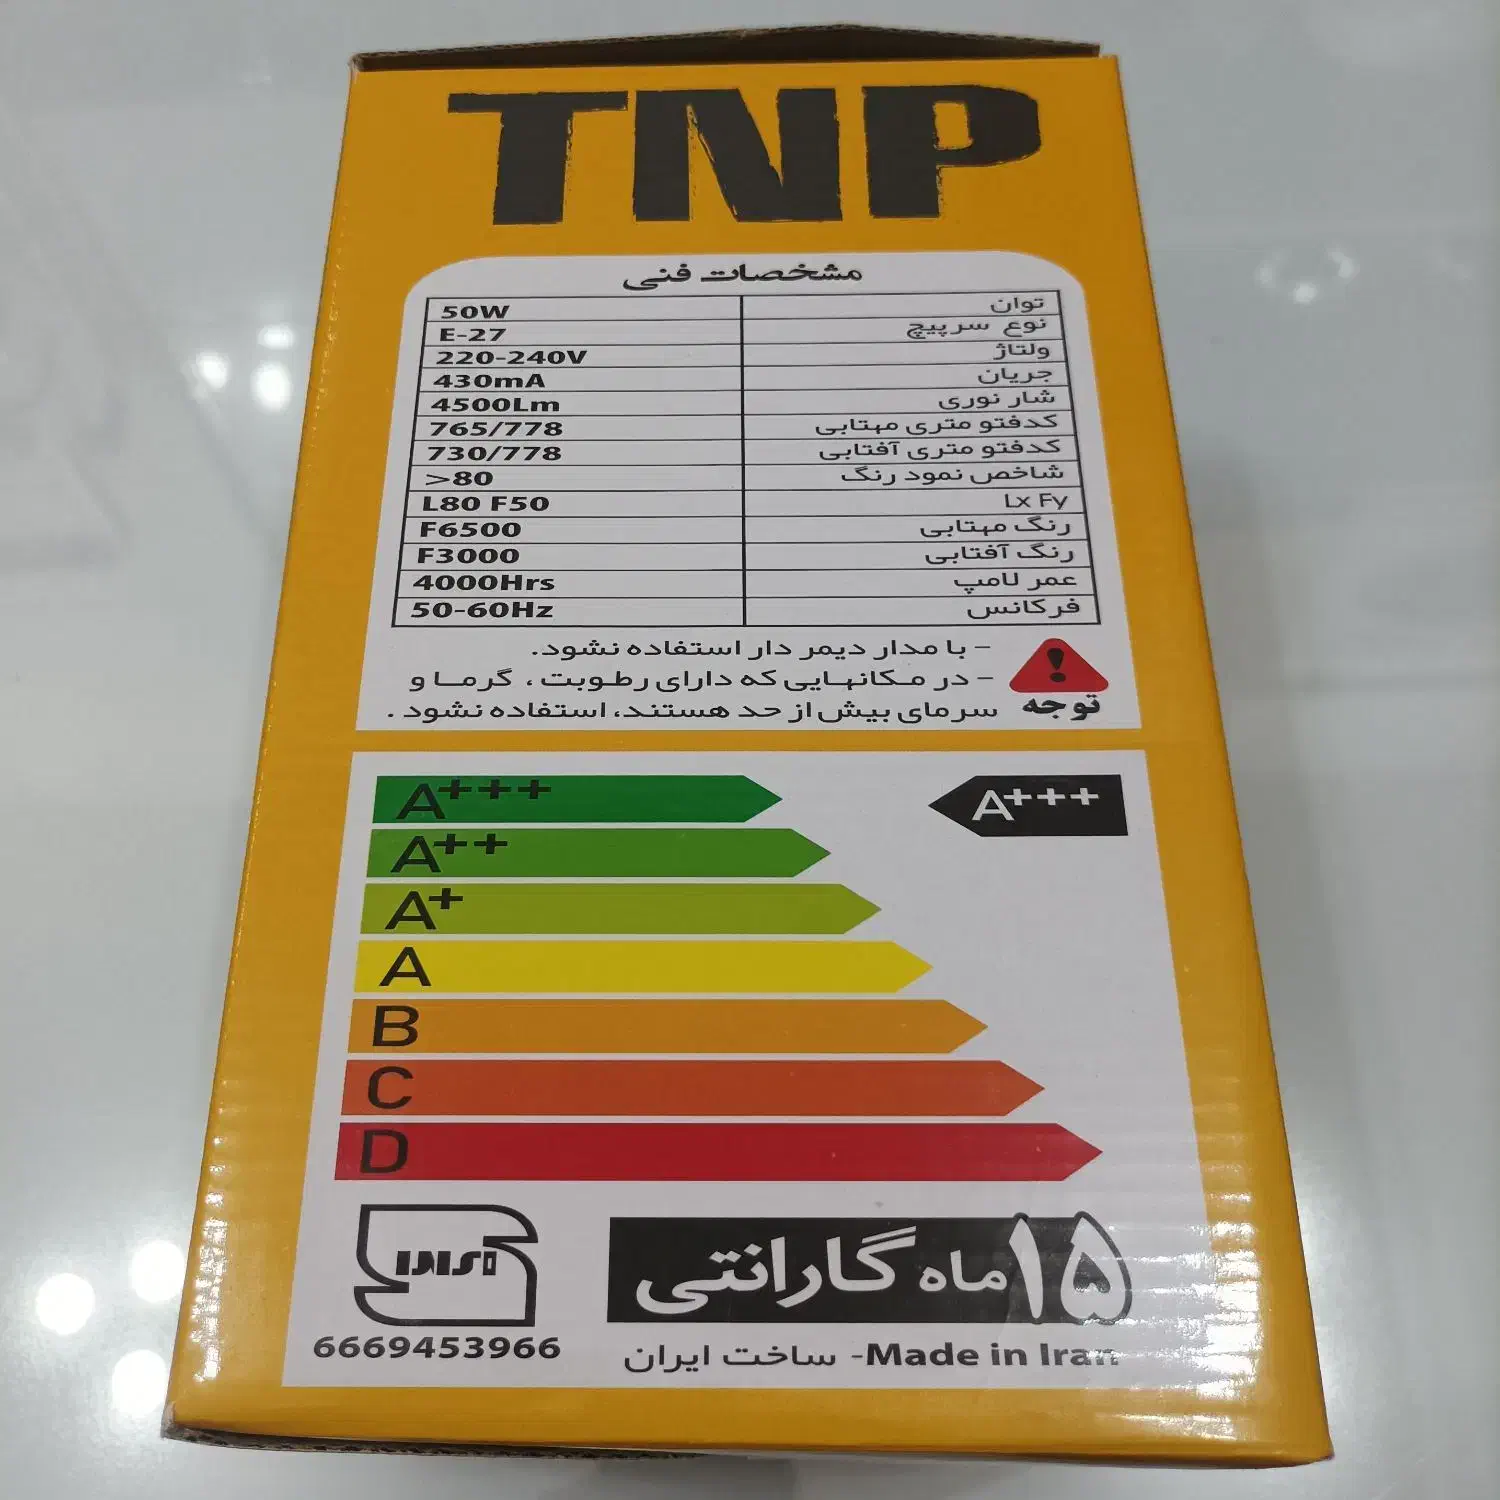 TNP
مشخصات فنی
توان 50W
نوع سرپیچ E-27
ولتاژ 220-240V
جریان 430mA
شار نوری 4500Lm
کدفتو متری مهتابی 765/778
کدفتو متری آفتابی 730/778
شاخص نمود رنگ >80
Lx Fy L80 F50
رنگ مهتابی F6500
رنگ آفتابی F3000
عمر لامپ 4000Hrs
فرکانس 50-60Hz
- با مدار دیمر دار استفاده نشود.
- در مکانهایی که دارای رطوبت ، گرما و
سرمای بیش از حد هستند، استفاده نشود .
توجه
A+++
A+++
A++
A+
A
B
C
D
۱۵ ماه گارانتی
6669453966
ساخت ایران -Made in Iran